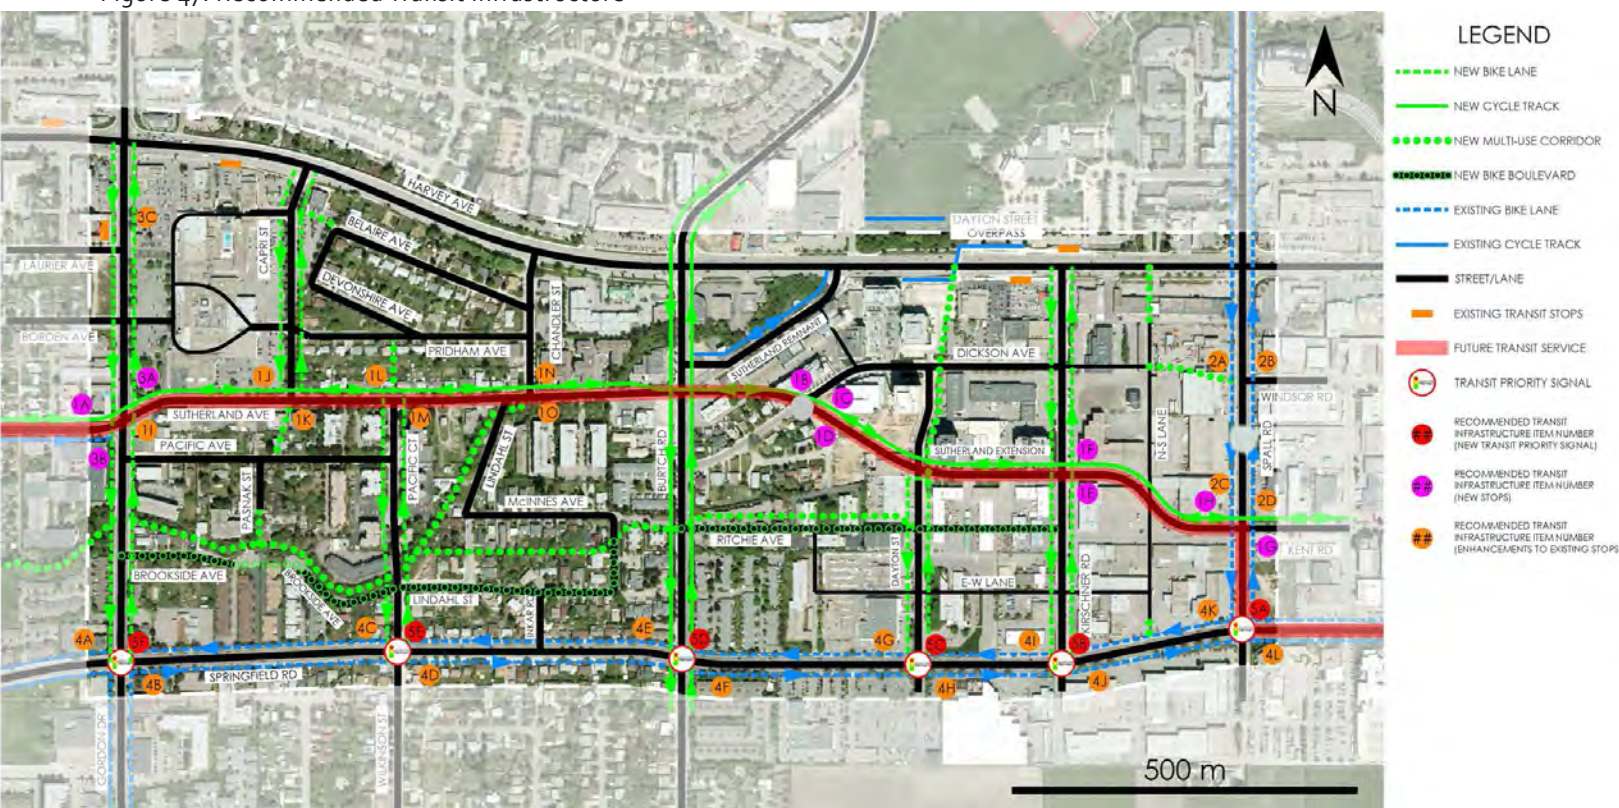 Figure 47: Recommended Transit Infrastructure
LEGEND
NEW BIKE LANE
NEW CYCLE TRACK
NEW MULTI-USE CORRIDOR
NEW BIKE BOULEVARD
EXISTING BIKE LANE
EXISTING CYCLE TRACK
STREET/LANE
EXISTING TRANSIT STOPS
FUTURE TRANSIT SERVICE
TRANSIT PRIORITY SIGNAL
##
RECOMMENDED TRANSIT
INFRASTRUCTURE ITEM NUMBER
(NEW TRANSIT PRIORITY SIGNAL)
##
RECOMMENDED TRANSIT
INFRASTRUCTURE ITEM NUMBER
(NEW STOPS)
##
RECOMMENDED TRANSIT
INFRASTRUCTURE ITEM NUMBER
(ENHANCEMENTS TO EXISTING STOPS
N
HARVEY AVE
DAYTON STREET
OVERPASS
3C
BELAIRE AVE
CAPRI ST
LAURIER AVE
DEVONSHIRE AVE
CHANDLER ST
BORDEN AVE
PRIDHAM AVE
SUTHERLAND REMNANT
DICKSON AVE
2A
2B
3A
1J
1L
1N
1B
1A
1C
WINDSOR RD
SUTHERLAND AVE
1K
1M
1O
1I
1D
N-S LANE
SPALL RD
PACIFIC AVE
3B
PACIFIC CT
LINDAHL ST
BURTCH RD
SUTHERLAND EXTENSION
1F
PASNAK ST
McINNES AVE
1E
2C
1H
2D
RITCHIE AVE
1G
KENT RD
BROOKSIDE AVE
BROOKSIDE AVE
LINDAHL ST
DAYTON ST
E-W LANE
KIRSCHNER RD
INKAR RD
4A
5F
4C
5E
4E
5D
4G
5C
4I
5B
4K
5A
4B
SPRINGFIELD RD
4D
4F
4H
4J
4L
GORDON DR
WILKINSON ST
500 m